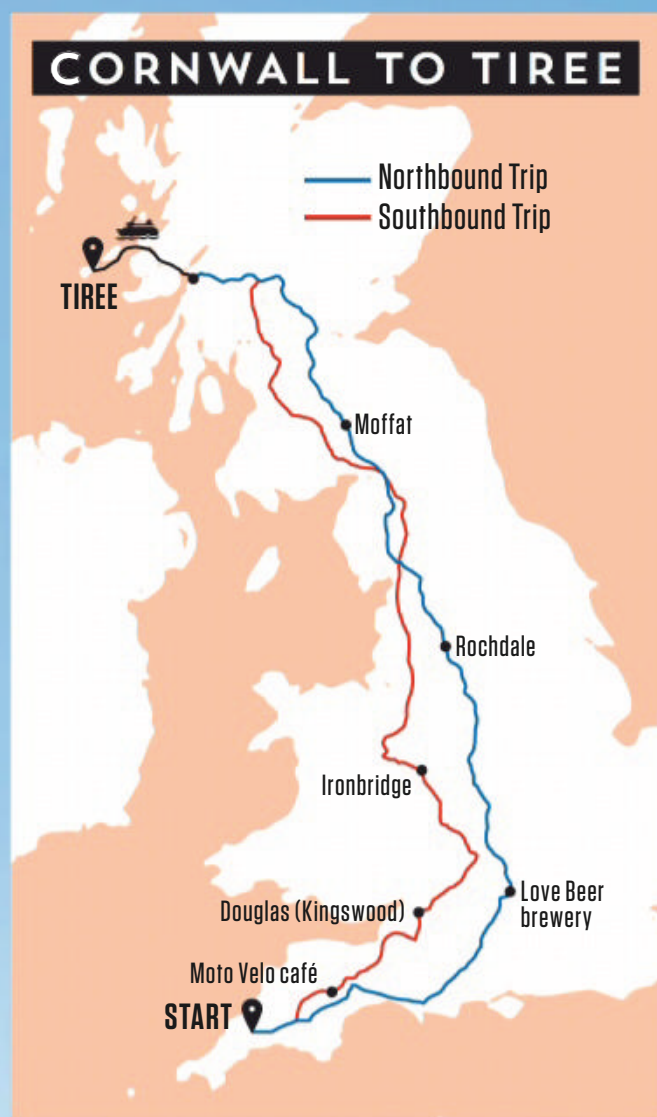 CORNWALL TO TIREE
Northbound Trip
Southbound Trip
TIREE
Moffat
Rochdale
Ironbridge
Love Beer
brewery
Douglas (Kingswood)
Moto Velo café
START